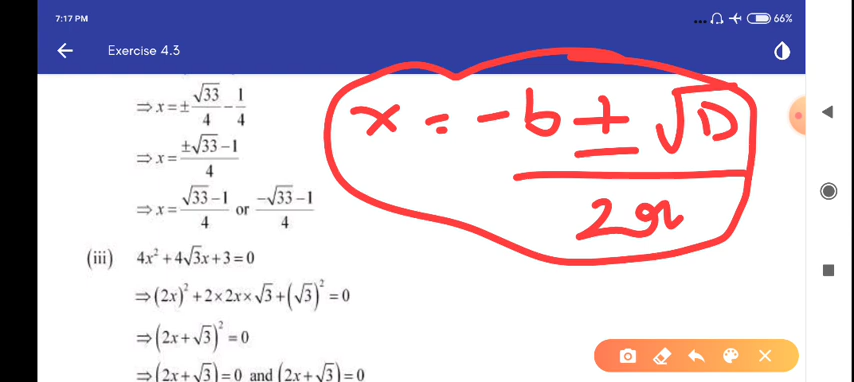 7:17 PM
66%
Exercise 4.3
⇒ x = ± √33/4 − 1/4
⇒ x = (±√33 − 1)/4
⇒ x = (√33 − 1)/4 or (−√33 − 1)/4
x = −b ± √D
2a
(iii) 4x² + 4√3x + 3 = 0
⇒ (2x)² + 2 × 2x × √3 + (√3)² = 0
⇒ (2x + √3)² = 0
⇒ (2x + √3) = 0 and (2x + √3) = 0